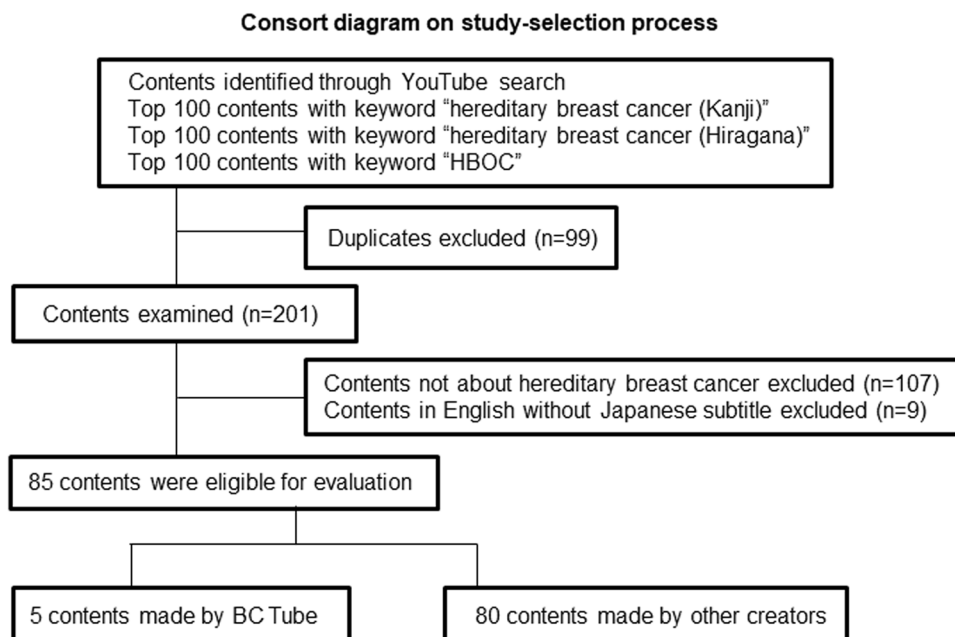 Consort diagram on study-selection process
Contents identified through YouTube search
Top 100 contents with keyword “hereditary breast cancer (Kanji)”
Top 100 contents with keyword “hereditary breast cancer (Hiragana)”
Top 100 contents with keyword “HBOC”
Duplicates excluded (n=99)
Contents examined (n=201)
Contents not about hereditary breast cancer excluded (n=107)
Contents in English without Japanese subtitle excluded (n=9)
85 contents were eligible for evaluation
5 contents made by BC Tube
80 contents made by other creators